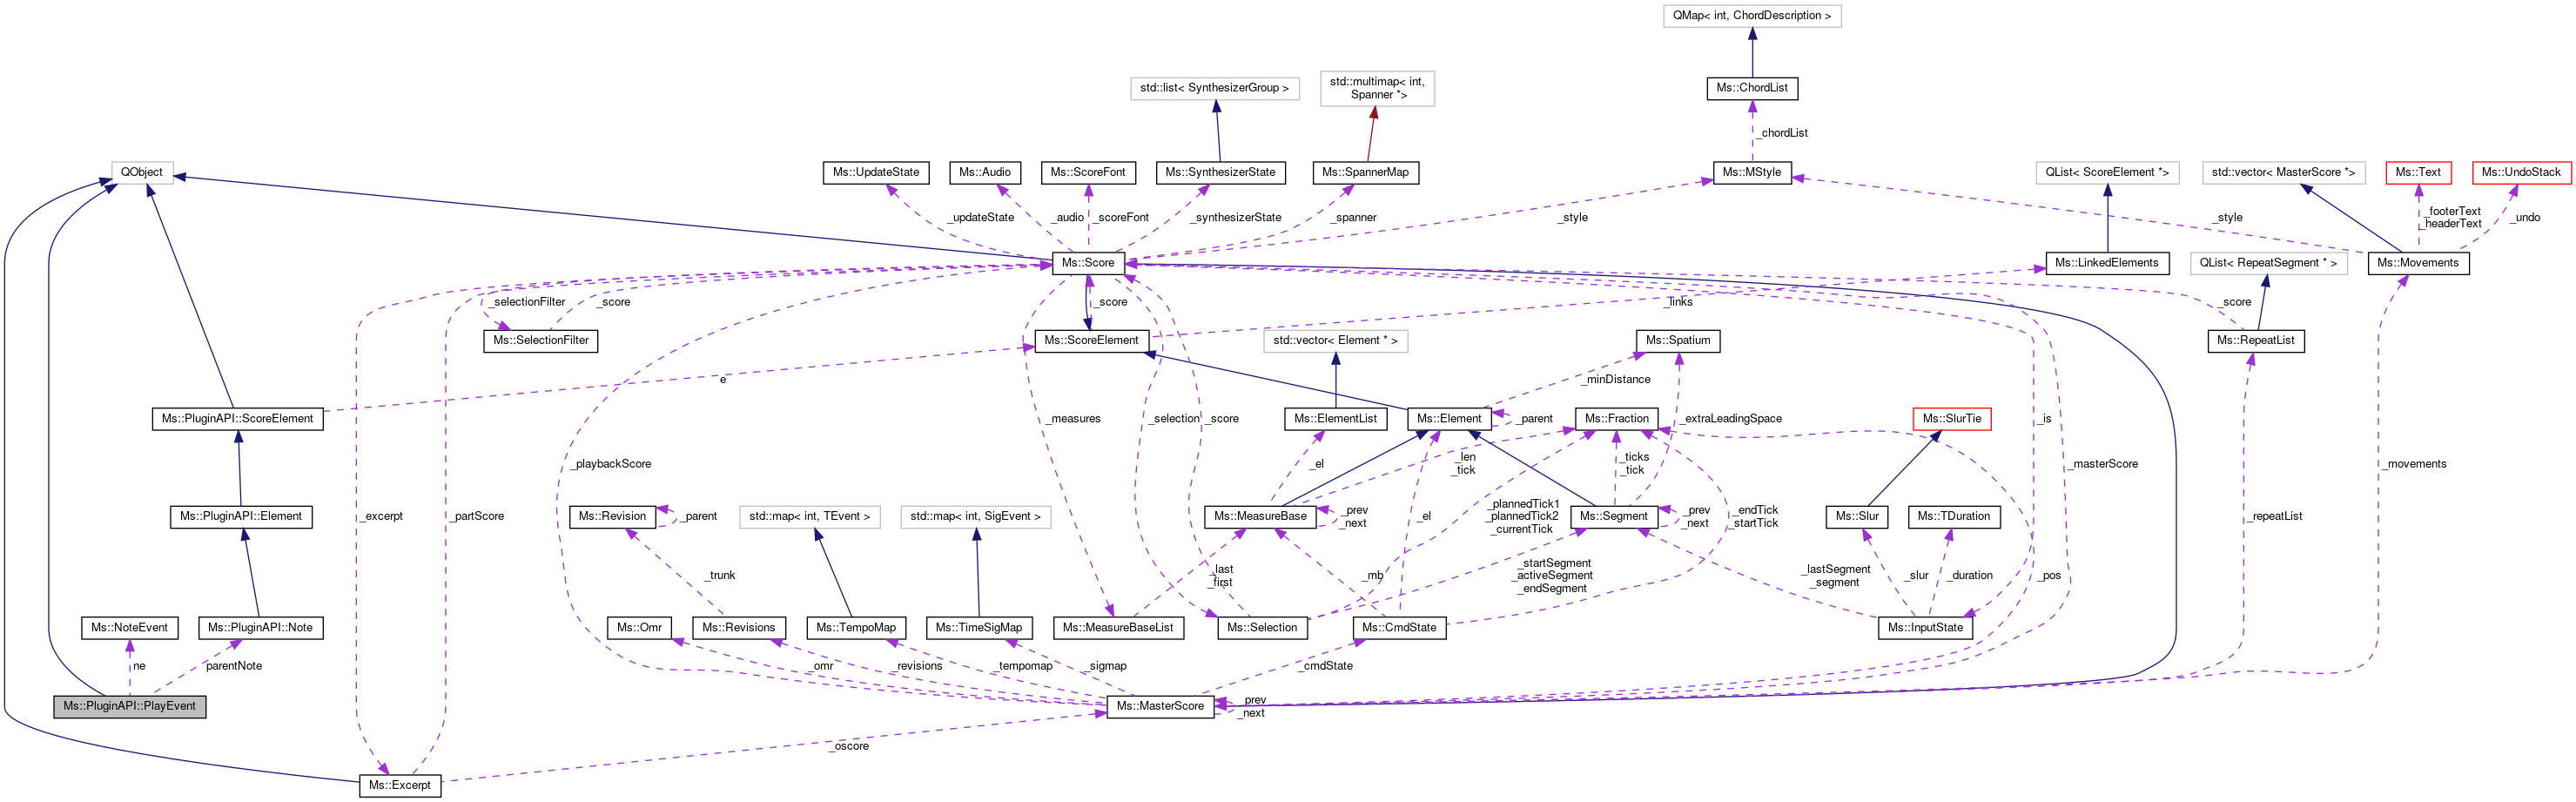 QMap< int, ChordDescription >
std::list< SynthesizerGroup >
std::multimap< int,
Spanner *>
Ms::ChordList
_chordList
QObject
Ms::UpdateState
Ms::Audio
Ms::ScoreFont
Ms::SynthesizerState
Ms::SpannerMap
Ms::MStyle
QList< ScoreElement *>
std::vector< MasterScore *>
Ms::Text
Ms::UndoStack
_updateState
_audio
_scoreFont
_synthesizerState
_spanner
_style
_style
_footerText
_headerText
_undo
Ms::Score
Ms::LinkedElements
QList< RepeatSegment * >
Ms::Movements
_selectionFilter
_score
_score
_links
_score
Ms::SelectionFilter
Ms::ScoreElement
std::vector< Element * >
Ms::Spatium
Ms::RepeatList
e
_minDistance
Ms::PluginAPI::ScoreElement
_measures
_selection
_score
Ms::ElementList
Ms::Element
_parent
Ms::Fraction
_extraLeadingSpace
Ms::SlurTie
_is
_playbackScore
_el
_len
_tick
_ticks
_tick
_masterScore
_movements
Ms::PluginAPI::Element
_excerpt
_partScore
Ms::Revision
_parent
std::map< int, TEvent >
std::map< int, SigEvent >
Ms::MeasureBase
_prev
_next
_el
_plannedTick1
_plannedTick2
_currentTick
Ms::Segment
_prev
_next
_endTick
_startTick
Ms::Slur
Ms::TDuration
_repeatList
_trunk
_last
_first
_mb
_startSegment
_activeSegment
_endSegment
_lastSegment
_segment
_slur
_duration
_pos
Ms::NoteEvent
Ms::PluginAPI::Note
Ms::Omr
Ms::Revisions
Ms::TempoMap
Ms::TimeSigMap
Ms::MeasureBaseList
Ms::Selection
Ms::CmdState
Ms::InputState
ne
parentNote
_omr
_revisions
_tempomap
_sigmap
_cmdState
Ms::PluginAPI::PlayEvent
Ms::MasterScore
_prev
_next
_oscore
Ms::Excerpt